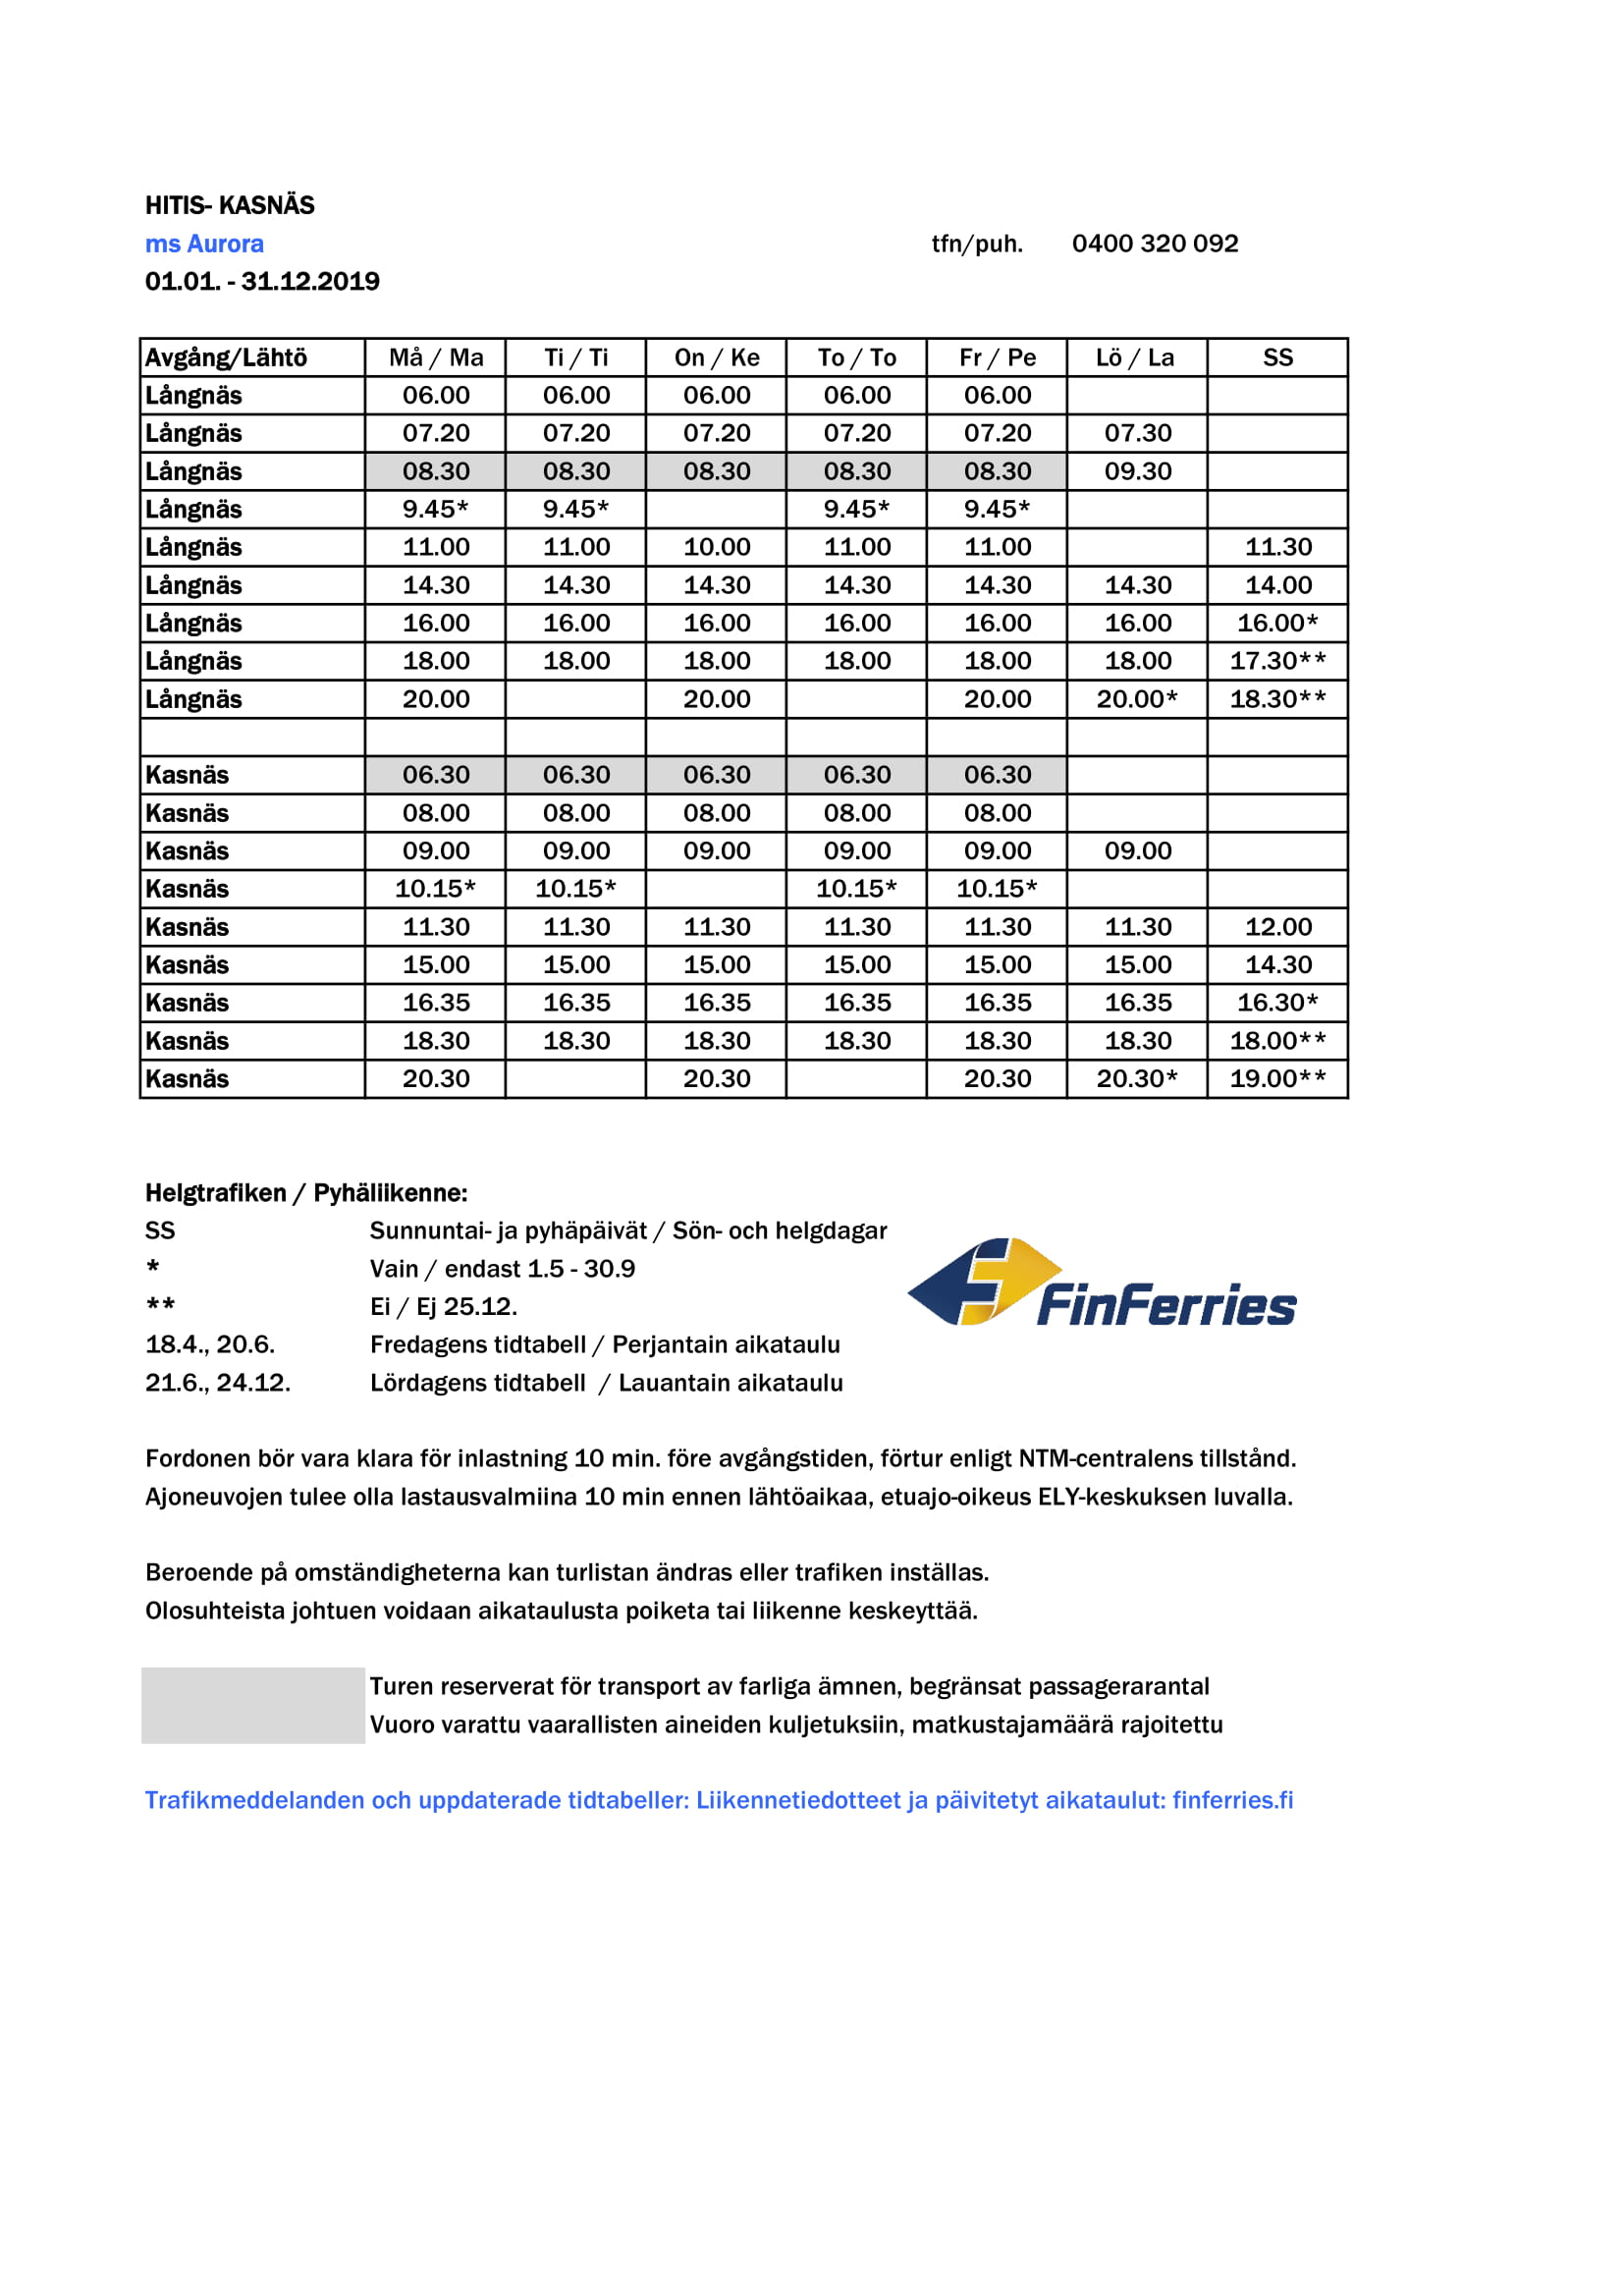 HITIS- KASNÄS
ms Aurora tfn/puh. 0400 320 092
01.01. - 31.12.2019
Avgång/Lähtö Må / Ma Ti / Ti On / Ke To / To Fr / Pe Lö / La SS
Långnäs 06.00 06.00 06.00 06.00 06.00
Långnäs 07.20 07.20 07.20 07.20 07.20 07.30
Långnäs 08.30 08.30 08.30 08.30 08.30 09.30
Långnäs 9.45* 9.45* 9.45* 9.45*
Långnäs 11.00 11.00 10.00 11.00 11.00 11.30
Långnäs 14.30 14.30 14.30 14.30 14.30 14.30 14.00
Långnäs 16.00 16.00 16.00 16.00 16.00 16.00 16.00*
Långnäs 18.00 18.00 18.00 18.00 18.00 18.00 17.30**
Långnäs 20.00 20.00 20.00 20.00* 18.30**
Kasnäs 06.30 06.30 06.30 06.30 06.30
Kasnäs 08.00 08.00 08.00 08.00 08.00
Kasnäs 09.00 09.00 09.00 09.00 09.00 09.00
Kasnäs 10.15* 10.15* 10.15* 10.15*
Kasnäs 11.30 11.30 11.30 11.30 11.30 11.30 12.00
Kasnäs 15.00 15.00 15.00 15.00 15.00 15.00 14.30
Kasnäs 16.35 16.35 16.35 16.35 16.35 16.35 16.30*
Kasnäs 18.30 18.30 18.30 18.30 18.30 18.30 18.00**
Kasnäs 20.30 20.30 20.30 20.30* 19.00**
Helgtrafiken / Pyhäliikenne:
SS Sunnuntai- ja pyhäpäivät / Sön- och helgdagar
* Vain / endast 1.5 - 30.9
** Ei / Ej 25.12.
FinFerries
18.4., 20.6. Fredagens tidtabell / Perjantain aikataulu
21.6., 24.12. Lördagens tidtabell / Lauantain aikataulu
Fordonen bör vara klara för inlastning 10 min. före avgångstiden, förtur enligt NTM-centralens tillstånd.
Ajoneuvojen tulee olla lastausvalmiina 10 min ennen lähtöaikaa, etuajo-oikeus ELY-keskuksen luvalla.
Beroende på omständigheterna kan turlistan ändras eller trafiken inställas.
Olosuhteista johtuen voidaan aikataulusta poiketa tai liikenne keskeyttää.
Turen reserverat för transport av farliga ämnen, begränsat passagerarantal
Vuoro varattu vaarallisten aineiden kuljetuksiin, matkustajamäärä rajoitettu
Trafikmeddelanden och uppdaterade tidtabeller: Liikennetiedotteet ja päivitetyt aikataulut: finferries.fi